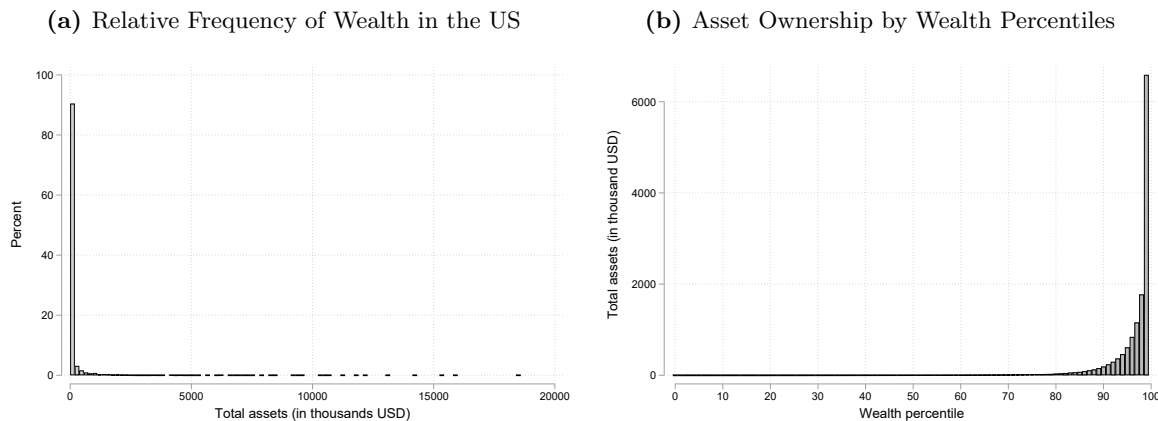 (a) Relative Frequency of Wealth in the US
100
80
60
40
20
0
Percent
0 5000 10000 15000 20000
Total assets (in thousands USD)
(b) Asset Ownership by Wealth Percentiles
6000
4000
2000
0
Total assets (in thousand USD)
0 10 20 30 40 50 60 70 80 90 100
Wealth percentile